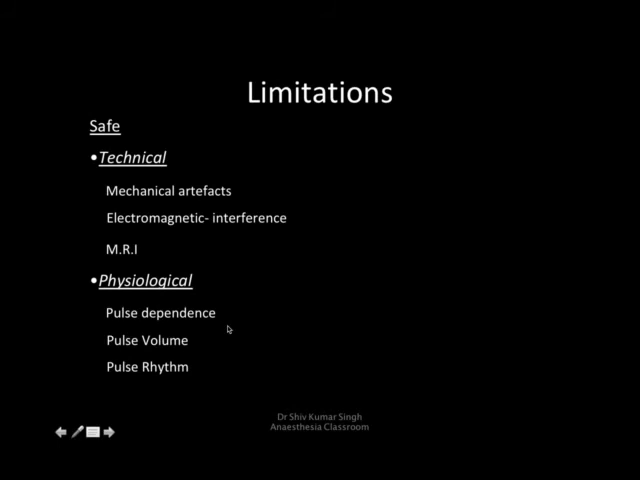 Limitations
Safe
•Technical
Mechanical artefacts
Electromagnetic- interference
M.R.I
•Physiological
Pulse dependence
Pulse Volume
Pulse Rhythm
Dr Shiv Kumar Singh
Anaesthesia Classroom